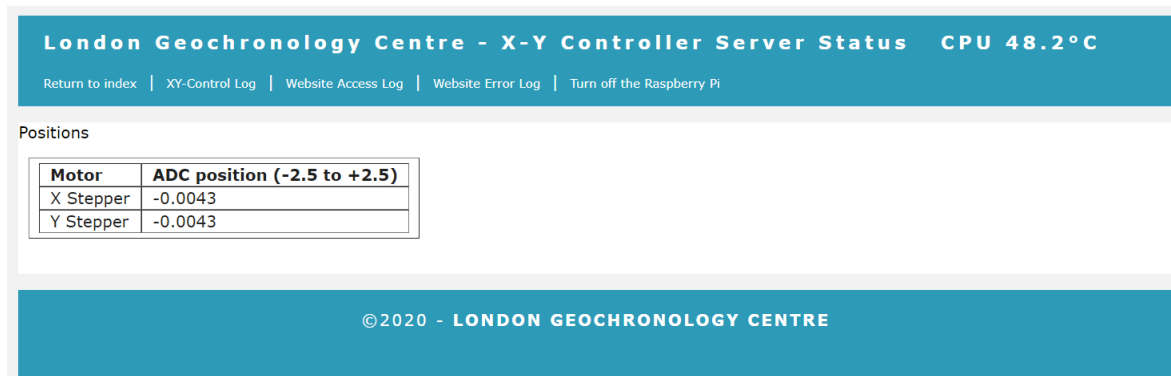 London Geochronology Centre - X-Y Controller Server Status CPU 48.2°C
Return to index | XY-Control Log | Website Access Log | Website Error Log | Turn off the Raspberry Pi
Positions
Motor ADC position (-2.5 to +2.5)
X Stepper -0.0043
Y Stepper -0.0043
©2020 - LONDON GEOCHRONOLOGY CENTRE